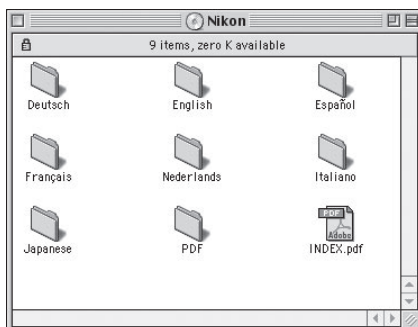 Nikon
9 items, zero K available
Deutsch English Español
Français Nederlands Italiano
PDF
Adobe
Japanese PDF INDEX.pdf